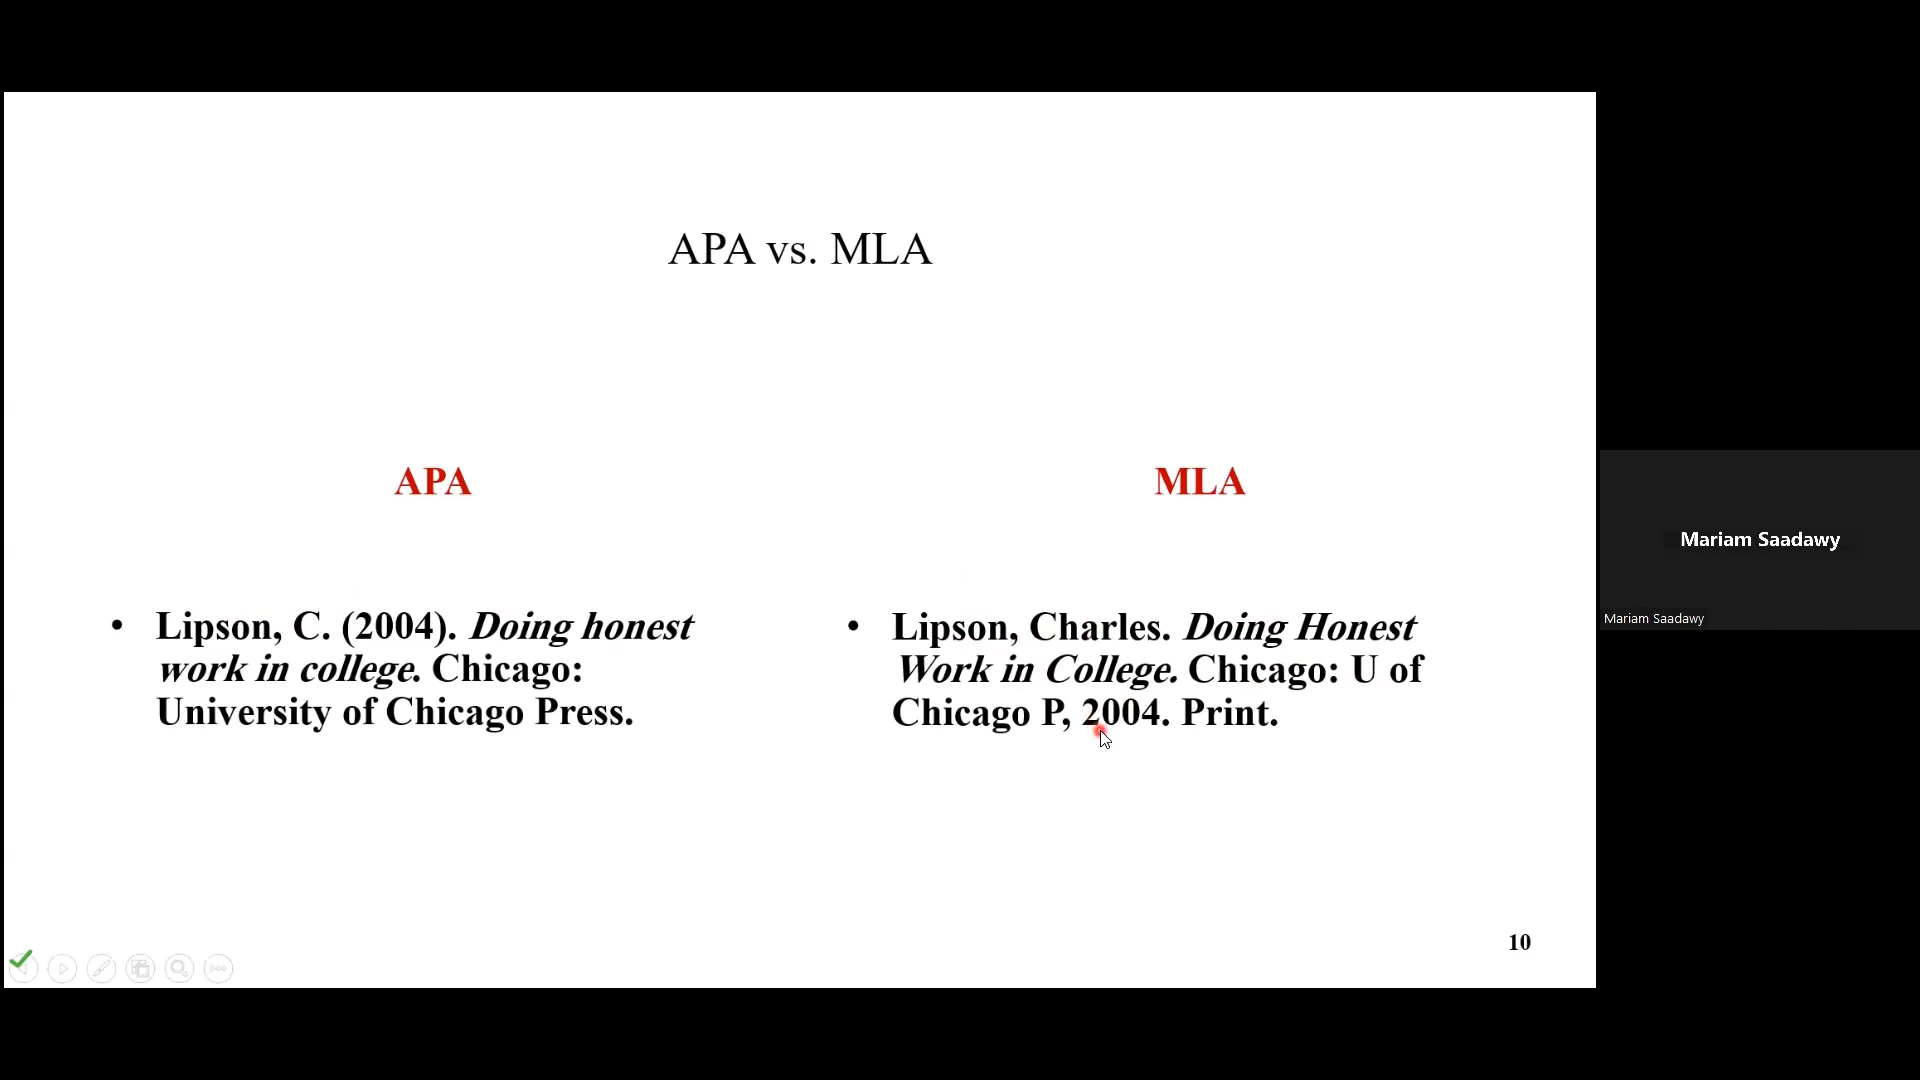 APA vs. MLA
APA
• Lipson, C. (2004). Doing honest
work in college. Chicago:
University of Chicago Press.
MLA
• Lipson, Charles. Doing Honest
Work in College. Chicago: U of
Chicago P, 2004. Print.
10
Mariam Saadawy
Mariam Saadawy